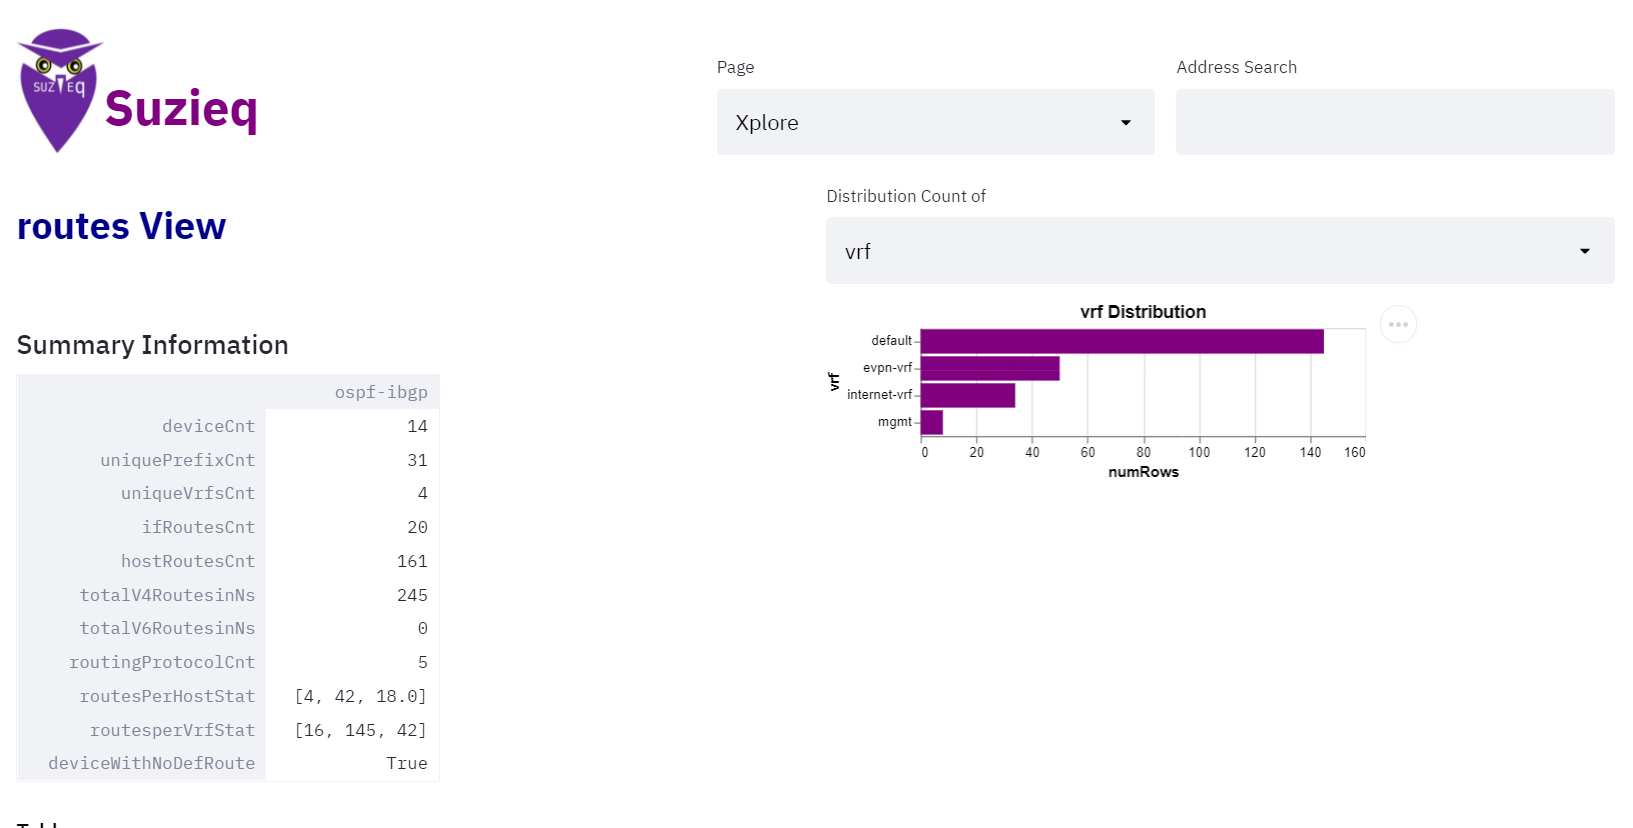 SUZIEQ
Suzieq
Page
Address Search
Xplore
Distribution Count of
vrf
routes View
Summary Information
ospf-ibgp
deviceCnt 14
uniquePrefixCnt 31
uniqueVrfsCnt 4
ifRoutesCnt 20
hostRoutesCnt 161
totalV4RoutesinNs 245
totalV6RoutesinNs 0
routingProtocolCnt 5
routesPerHostStat [4, 42, 18.0]
routesperVrfStat [16, 145, 42]
deviceWithNoDefRoute True
vrf Distribution
vrf
default
evpn-vrf
internet-vrf
mgmt
0 20 40 60 80 100 120 140 160
numRows